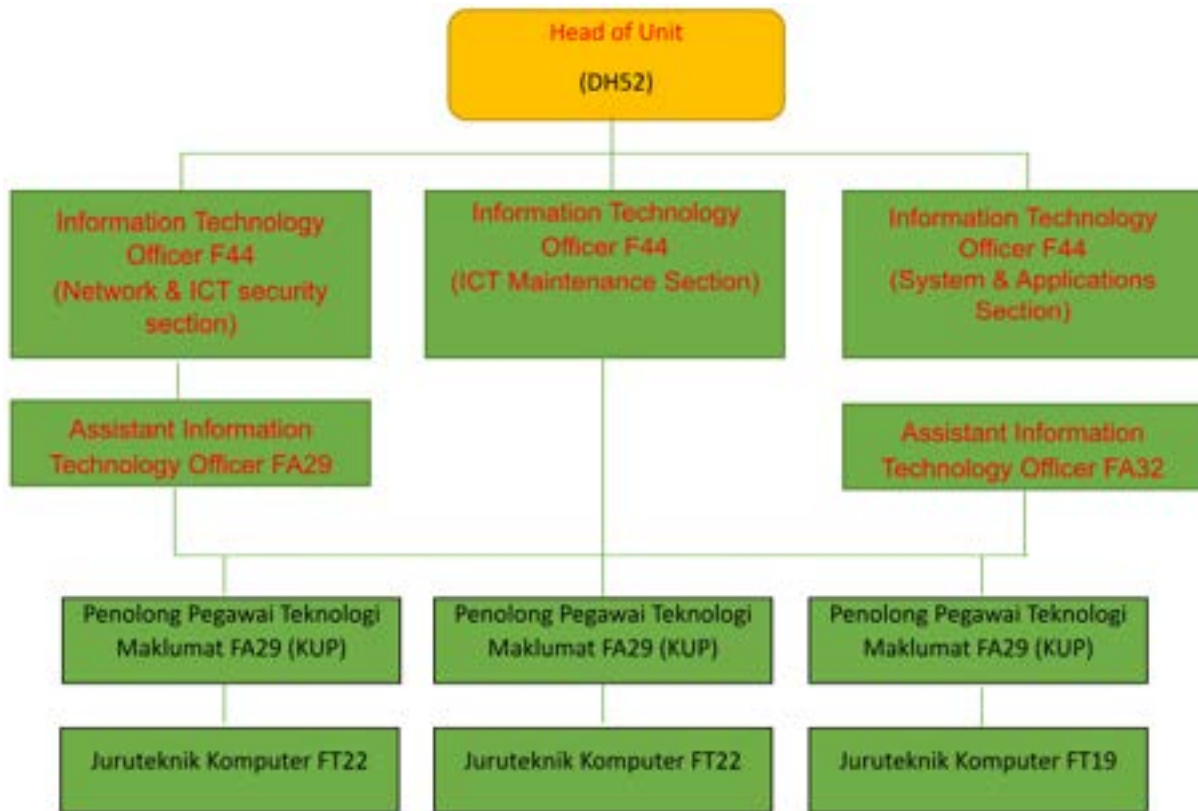 Head of Unit
(DH52)
Information Technology
Officer F44
(Network & ICT security
section)
Information Technology
Officer F44
(ICT Maintenance Section)
Information Technology
Officer F44
(System & Applications
Section)
Assistant Information
Technology Officer FA29
Assistant Information
Technology Officer FA32
Penolong Pegawai Teknologi
Maklumat FA29 (KUP)
Penolong Pegawai Teknologi
Maklumat FA29 (KUP)
Penolong Pegawai Teknologi
Maklumat FA29 (KUP)
Juruteknik Komputer FT22
Juruteknik Komputer FT22
Juruteknik Komputer FT19